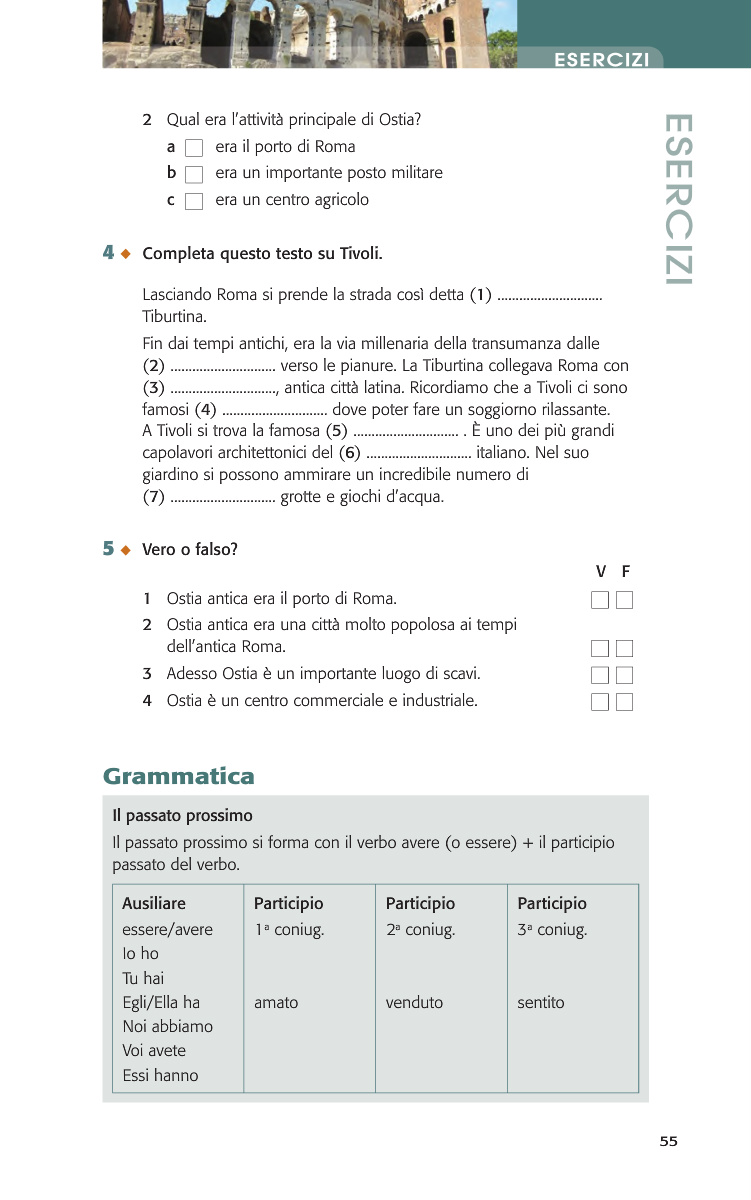 ESERCIZI
ESERCIZI
2 Qual era l'attività principale di Ostia?
a era il porto di Roma
b era un importante posto militare
c era un centro agricolo
4 ◆ Completa questo testo su Tivoli.
Lasciando Roma si prende la strada così detta (1) .............................
Tiburtina.
Fin dai tempi antichi, era la via millenaria della transumanza dalle
(2) ............................. verso le pianure. La Tiburtina collegava Roma con
(3) ............................., antica città latina. Ricordiamo che a Tivoli ci sono
famosi (4) ............................. dove poter fare un soggiorno rilassante.
A Tivoli si trova la famosa (5) ............................. . È uno dei più grandi
capolavori architettonici del (6) ............................. italiano. Nel suo
giardino si possono ammirare un incredibile numero di
(7) ............................. grotte e giochi d'acqua.
5 ◆ Vero o falso?
V F
1 Ostia antica era il porto di Roma.
2 Ostia antica era una città molto popolosa ai tempi
dell'antica Roma.
3 Adesso Ostia è un importante luogo di scavi.
4 Ostia è un centro commerciale e industriale.
Grammatica
Il passato prossimo
Il passato prossimo si forma con il verbo avere (o essere) + il participio
passato del verbo.
Ausiliare Participio Participio Participio
essere/avere 1ª coniug. 2ª coniug. 3ª coniug.
Io ho
Tu hai
Egli/Ella ha amato venduto sentito
Noi abbiamo
Voi avete
Essi hanno
55